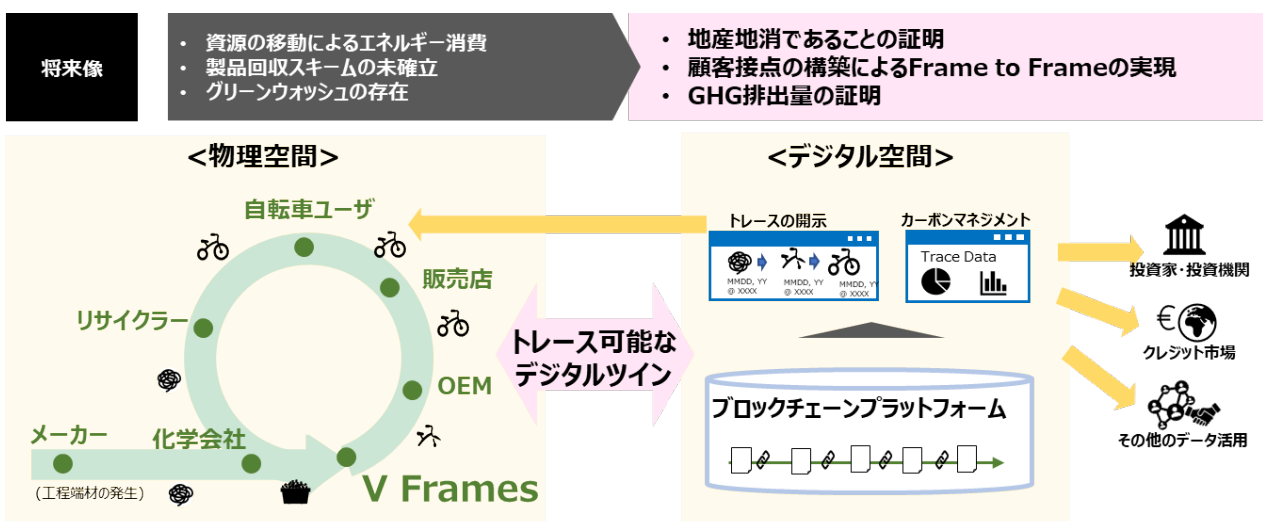 将来像
• 資源の移動によるエネルギー消費
• 製品回収スキームの未確立
• グリーンウォッシュの存在
• 地産地消であることの証明
• 顧客接点の構築によるFrame to Frameの実現
• GHG排出量の証明
<物理空間>
自転車ユーザ
販売店
リサイクラー
OEM
メーカー
化学会社
(工程端材の発生)
V Frames
トレース可能な
デジタルツイン
<デジタル空間>
トレースの開示
MMDD, YY
@ XXXX
MMDD, YY
@ XXXX
MMDD, YY
@ XXXX
カーボンマネジメント
Trace Data
ブロックチェーンプラットフォーム
投資家・投資機関
€
クレジット市場
その他のデータ活用